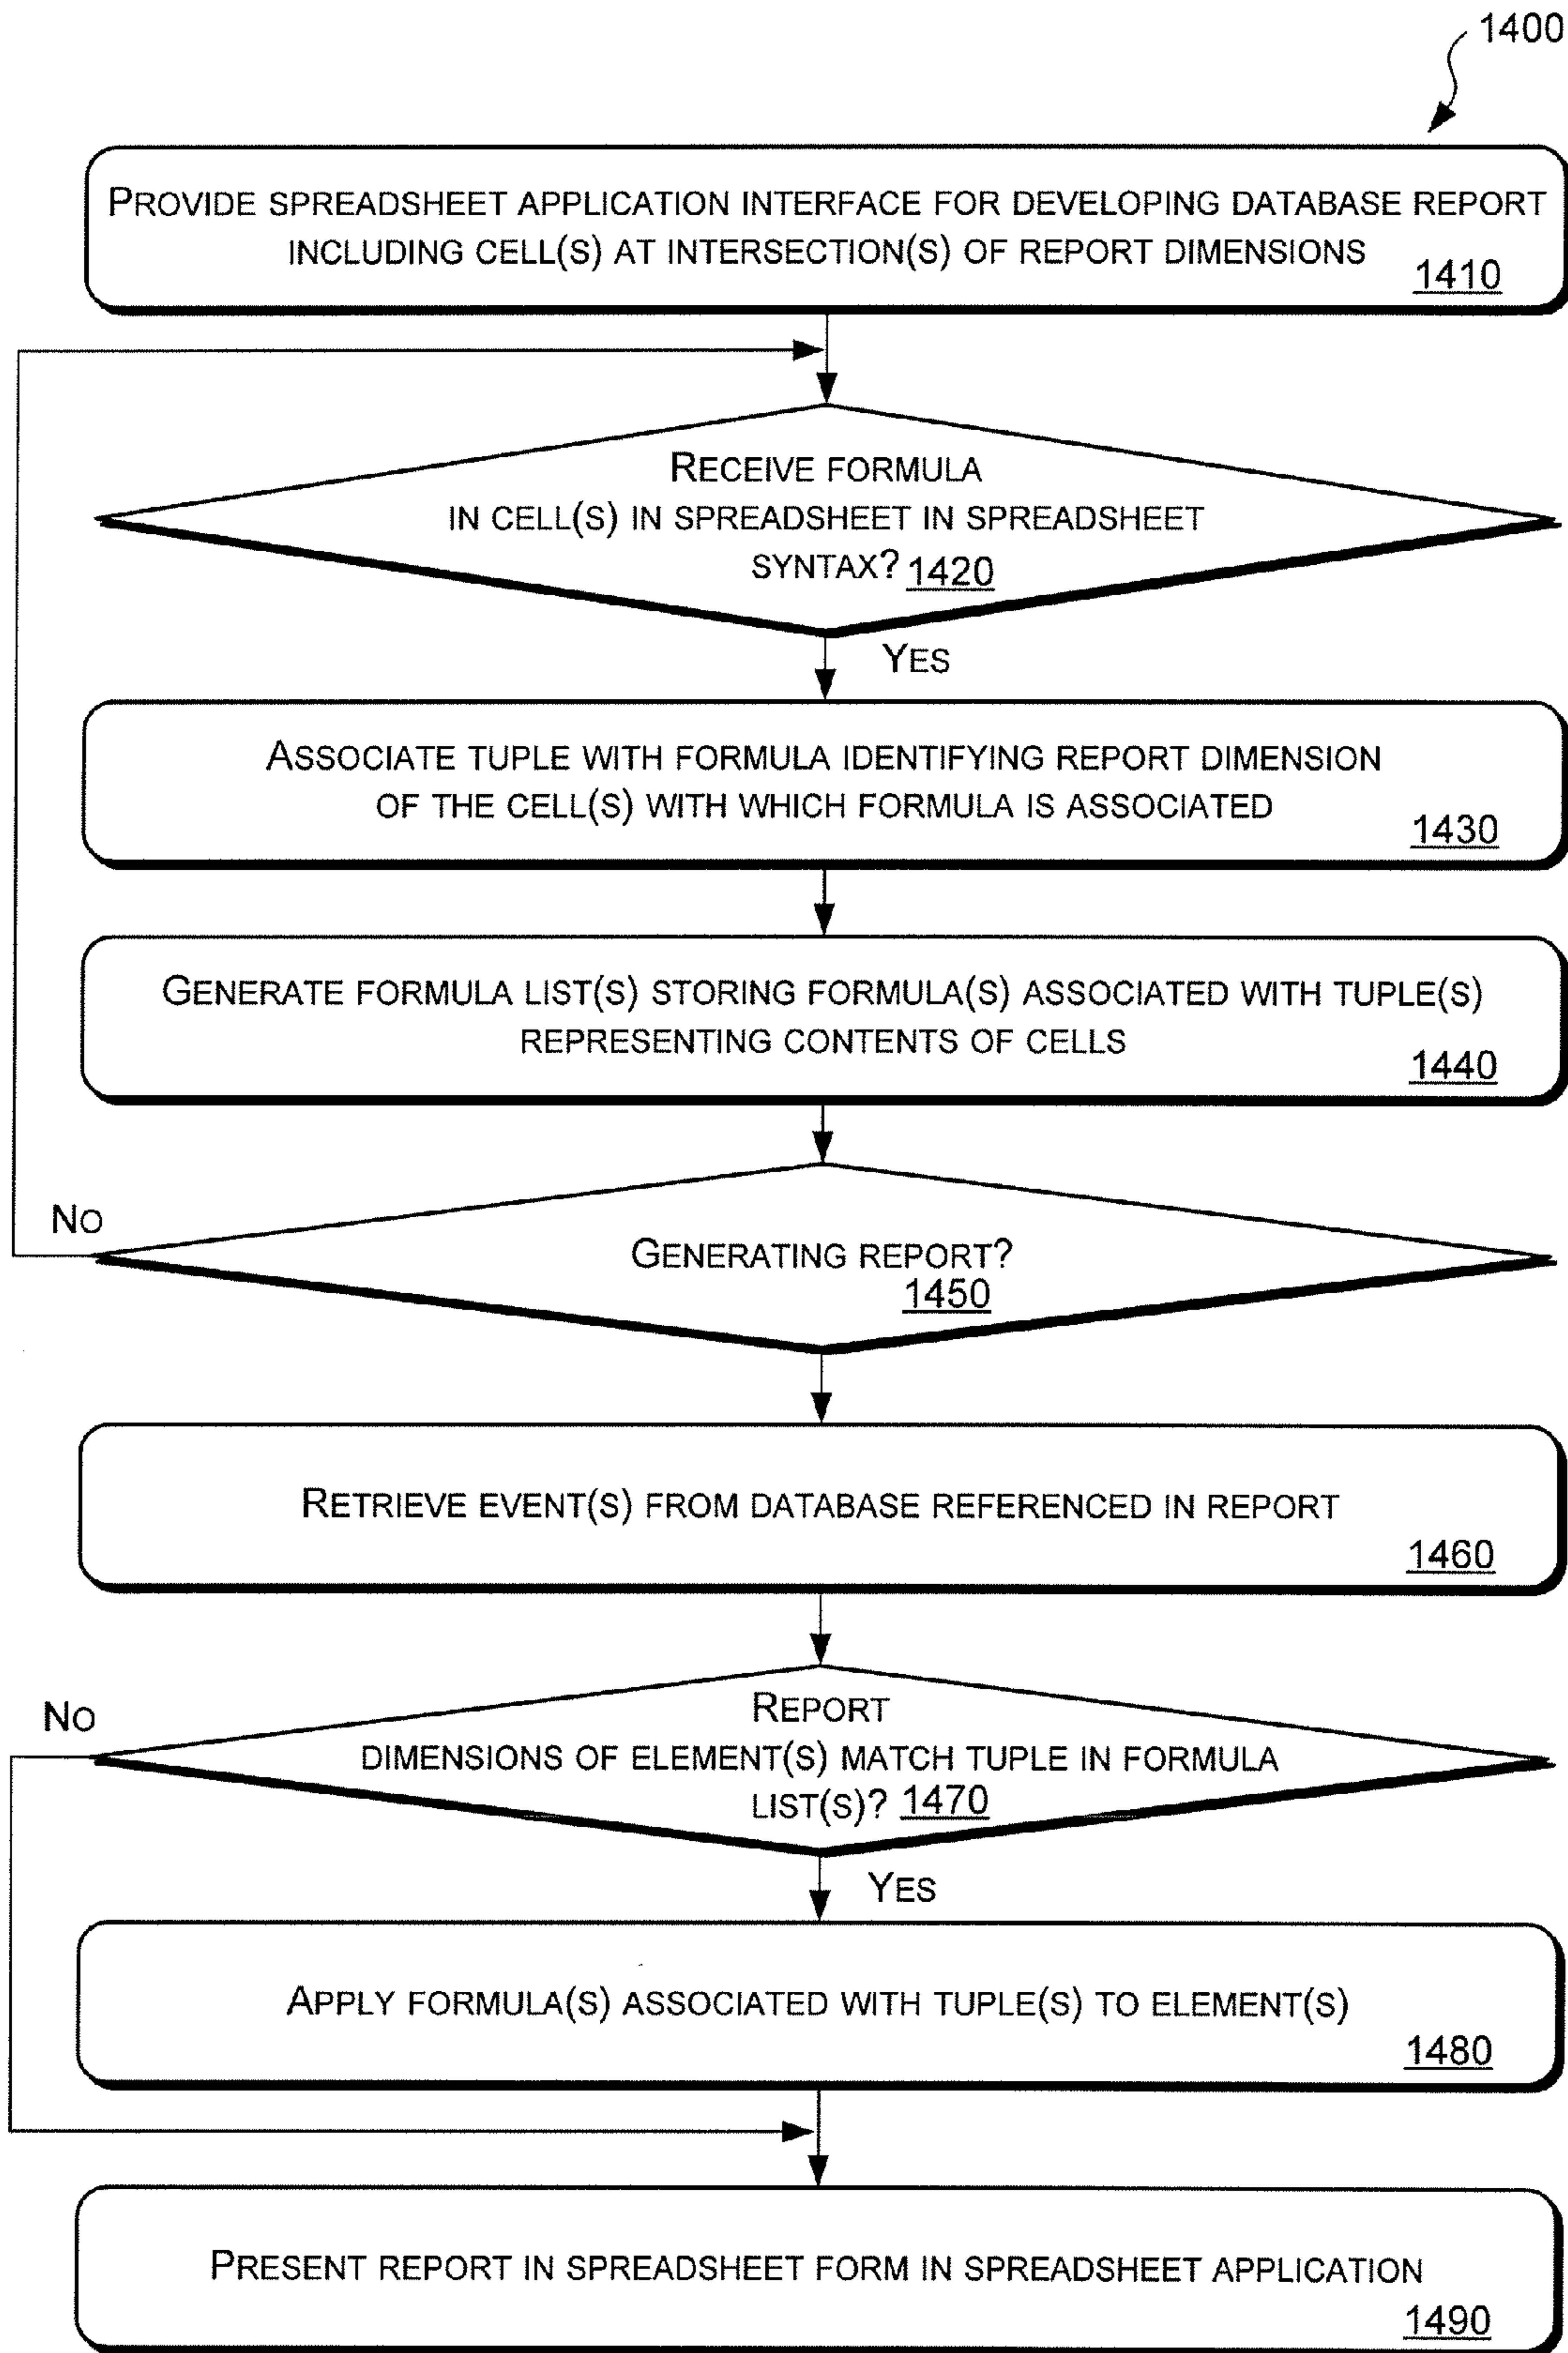 1400
PROVIDE SPREADSHEET APPLICATION INTERFACE FOR DEVELOPING DATABASE REPORT
INCLUDING CELL(S) AT INTERSECTION(S) OF REPORT DIMENSIONS
1410
RECEIVE FORMULA
IN CELL(S) IN SPREADSHEET IN SPREADSHEET
SYNTAX? 1420
YES
ASSOCIATE TUPLE WITH FORMULA IDENTIFYING REPORT DIMENSION
OF THE CELL(S) WITH WHICH FORMULA IS ASSOCIATED
1430
GENERATE FORMULA LIST(S) STORING FORMULA(S) ASSOCIATED WITH TUPLE(S)
REPRESENTING CONTENTS OF CELLS
1440
NO
GENERATING REPORT?
1450
RETRIEVE EVENT(S) FROM DATABASE REFERENCED IN REPORT
1460
NO
REPORT
DIMENSIONS OF ELEMENT(S) MATCH TUPLE IN FORMULA
LIST(S)? 1470
YES
APPLY FORMULA(S) ASSOCIATED WITH TUPLE(S) TO ELEMENT(S)
1480
PRESENT REPORT IN SPREADSHEET FORM IN SPREADSHEET APPLICATION
1490